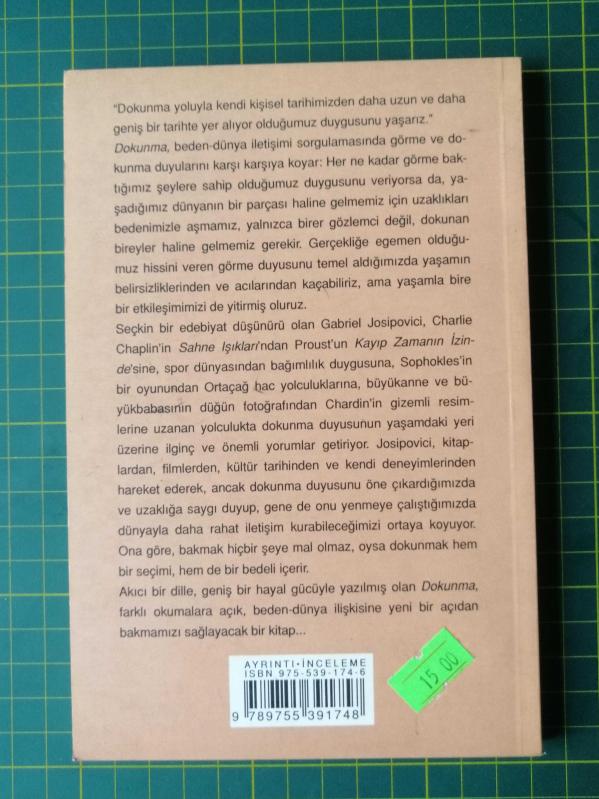 “Dokunma yoluyla kendi kişisel tarihimizden daha uzun ve daha
geniş bir tarihte yer alıyor olduğumuz duygusunu yaşarız.”
Dokunma, beden-dünya iletişimi sorgulamasında görme ve do-
kunma duyularını karşı karşıya koyar: Her ne kadar görme bak-
tığımız şeylere sahip olduğumuz duygusunu veriyorsa da, ya-
şadığımız dünyanın bir parçası haline gelmemiz için uzaklıkları
bedenimizle aşmamız, yalnızca birer gözlemci değil, dokunan
bireyler haline gelmemiz gerekir. Gerçekliğe egemen olduğu-
muz hissini veren görme duyusunu temel aldığımızda yaşamın
belirsizliklerinden ve acılarından kaçabiliriz, ama yaşamla bire
bir etkileşimimizi de yitirmiş oluruz.
Seçkin bir edebiyat düşünürü olan Gabriel Josipovici, Charlie
Chaplin’in Sahne Işıkları’ndan Proust’un Kayıp Zamanın İzin-
de’sine, spor dünyasından bağımlılık duygusuna, Sophokles’in
bir oyunundan Ortaçağ hac yolculuklarına, büyükanne ve bü-
yükbabasının düğün fotoğrafından Chardin’in gizemli resim-
lerine uzanan yolculukta dokunma duyusunun yaşamdaki yeri
üzerine ilginç ve önemli yorumlar getiriyor. Josipovici, kitap-
lardan, filmlerden, kültür tarihinden ve kendi deneyimlerinden
hareket ederek, ancak dokunma duyusunu öne çıkardığımızda
ve uzaklığa saygı duyup, gene de onu yenmeye çalıştığımızda
dünyayla daha rahat iletişim kurabileceğimizi ortaya koyuyor.
Ona göre, bakmak hiçbir şeye mal olmaz, oysa dokunmak hem
bir seçimi, hem de bir bedeli içerir.
Akıcı bir dille, geniş bir hayal gücüyle yazılmış olan Dokunma,
farklı okumalara açık, beden-dünya ilişkisine yeni bir açıdan
bakmamızı sağlayacak bir kitap...
AYRINTI•İNCELEME
ISBN 975-539-174-6
9 789755 391748
15 00